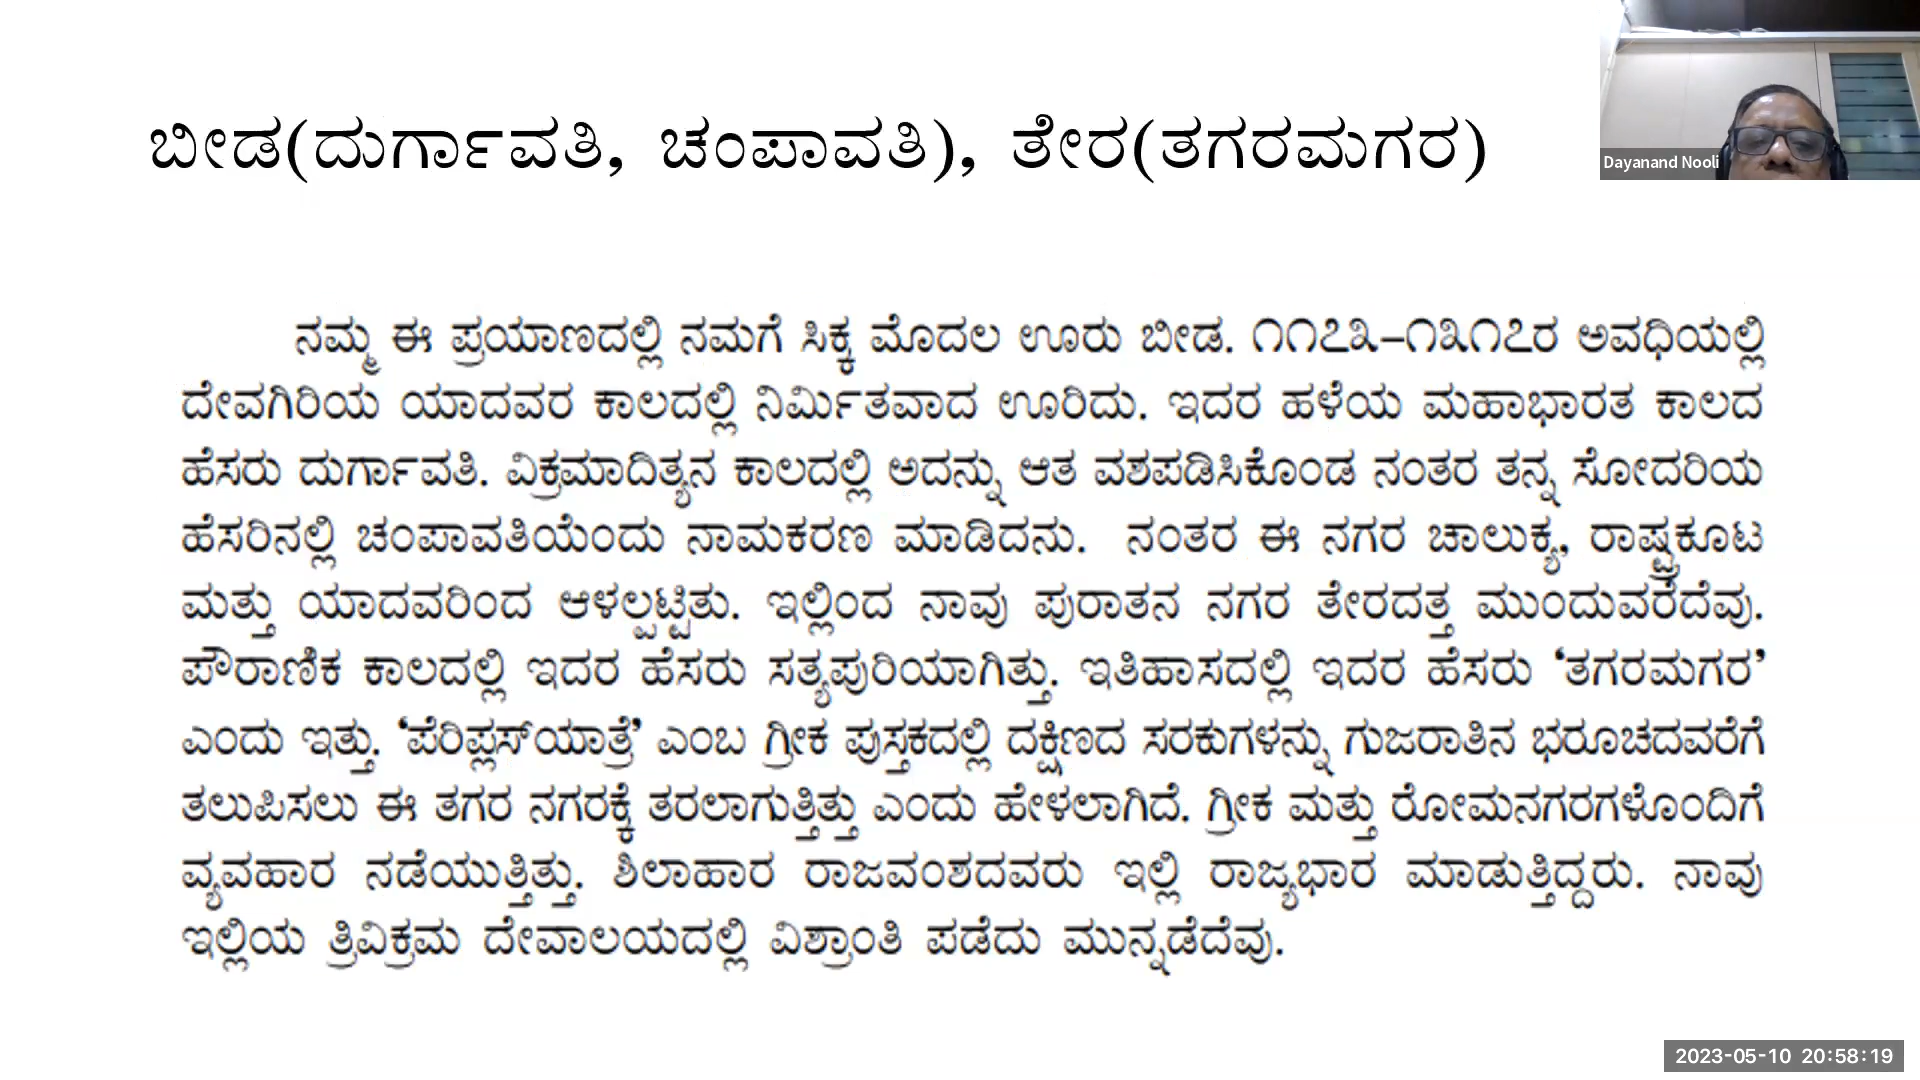 ಬೀಡ(ದುರ್ಗಾವತಿ, ಚಂಪಾವತಿ), ತೇರ(ತಗರಮಗರ)
Dayanand Nooli
ನಮ್ಮ ಈ ಪ್ರಯಾಣದಲ್ಲಿ ನಮಗೆ ಸಿಕ್ಕ ಮೊದಲ ಊರು ಬೀಡ. ೧೧೭೩–೧೩೧೭ರ ಅವಧಿಯಲ್ಲಿ
ದೇವಗಿರಿಯ ಯಾದವರ ಕಾಲದಲ್ಲಿ ನಿರ್ಮಿತವಾದ ಊರಿದು. ಇದರ ಹಳೆಯ ಮಹಾಭಾರತ ಕಾಲದ
ಹೆಸರು ದುರ್ಗಾವತಿ. ವಿಕ್ರಮಾದಿತ್ಯನ ಕಾಲದಲ್ಲಿ ಅದನ್ನು ಆತ ವಶಪಡಿಸಿಕೊಂಡ ನಂತರ ತನ್ನ ಸೋದರಿಯ
ಹೆಸರಿನಲ್ಲಿ ಚಂಪಾವತಿಯೆಂದು ನಾಮಕರಣ ಮಾಡಿದನು. ನಂತರ ಈ ನಗರ ಚಾಲುಕ್ಯ, ರಾಷ್ಟ್ರಕೂಟ
ಮತ್ತು ಯಾದವರಿಂದ ಆಳಲ್ಪಟ್ಟಿತು. ಇಲ್ಲಿಂದ ನಾವು ಪುರಾತನ ನಗರ ತೇರದತ್ತ ಮುಂದುವರೆದೆವು.
ಪೌರಾಣಿಕ ಕಾಲದಲ್ಲಿ ಇದರ ಹೆಸರು ಸತ್ಯಪುರಿಯಾಗಿತ್ತು. ಇತಿಹಾಸದಲ್ಲಿ ಇದರ ಹೆಸರು ‘ತಗರಮಗರ’
ಎಂದು ಇತ್ತು. ‘ಪೆರಿಪ್ಲಸ್‌ಯಾತ್ರೆ’ ಎಂಬ ಗ್ರೀಕ ಪುಸ್ತಕದಲ್ಲಿ ದಕ್ಷಿಣದ ಸರಕುಗಳನ್ನು ಗುಜರಾತಿನ ಭರೂಚದವರೆಗೆ
ತಲುಪಿಸಲು ಈ ತಗರ ನಗರಕ್ಕೆ ತರಲಾಗುತ್ತಿತ್ತು ಎಂದು ಹೇಳಲಾಗಿದೆ. ಗ್ರೀಕ ಮತ್ತು ರೋಮನಗರಗಳೊಂದಿಗೆ
ವ್ಯವಹಾರ ನಡೆಯುತ್ತಿತ್ತು. ಶಿಲಾಹಾರ ರಾಜವಂಶದವರು ಇಲ್ಲಿ ರಾಜ್ಯಭಾರ ಮಾಡುತ್ತಿದ್ದರು. ನಾವು
ಇಲ್ಲಿಯ ತ್ರಿವಿಕ್ರಮ ದೇವಾಲಯದಲ್ಲಿ ವಿಶ್ರಾಂತಿ ಪಡೆದು ಮುನ್ನಡೆದೆವು.
2023-05-10 20:58:19